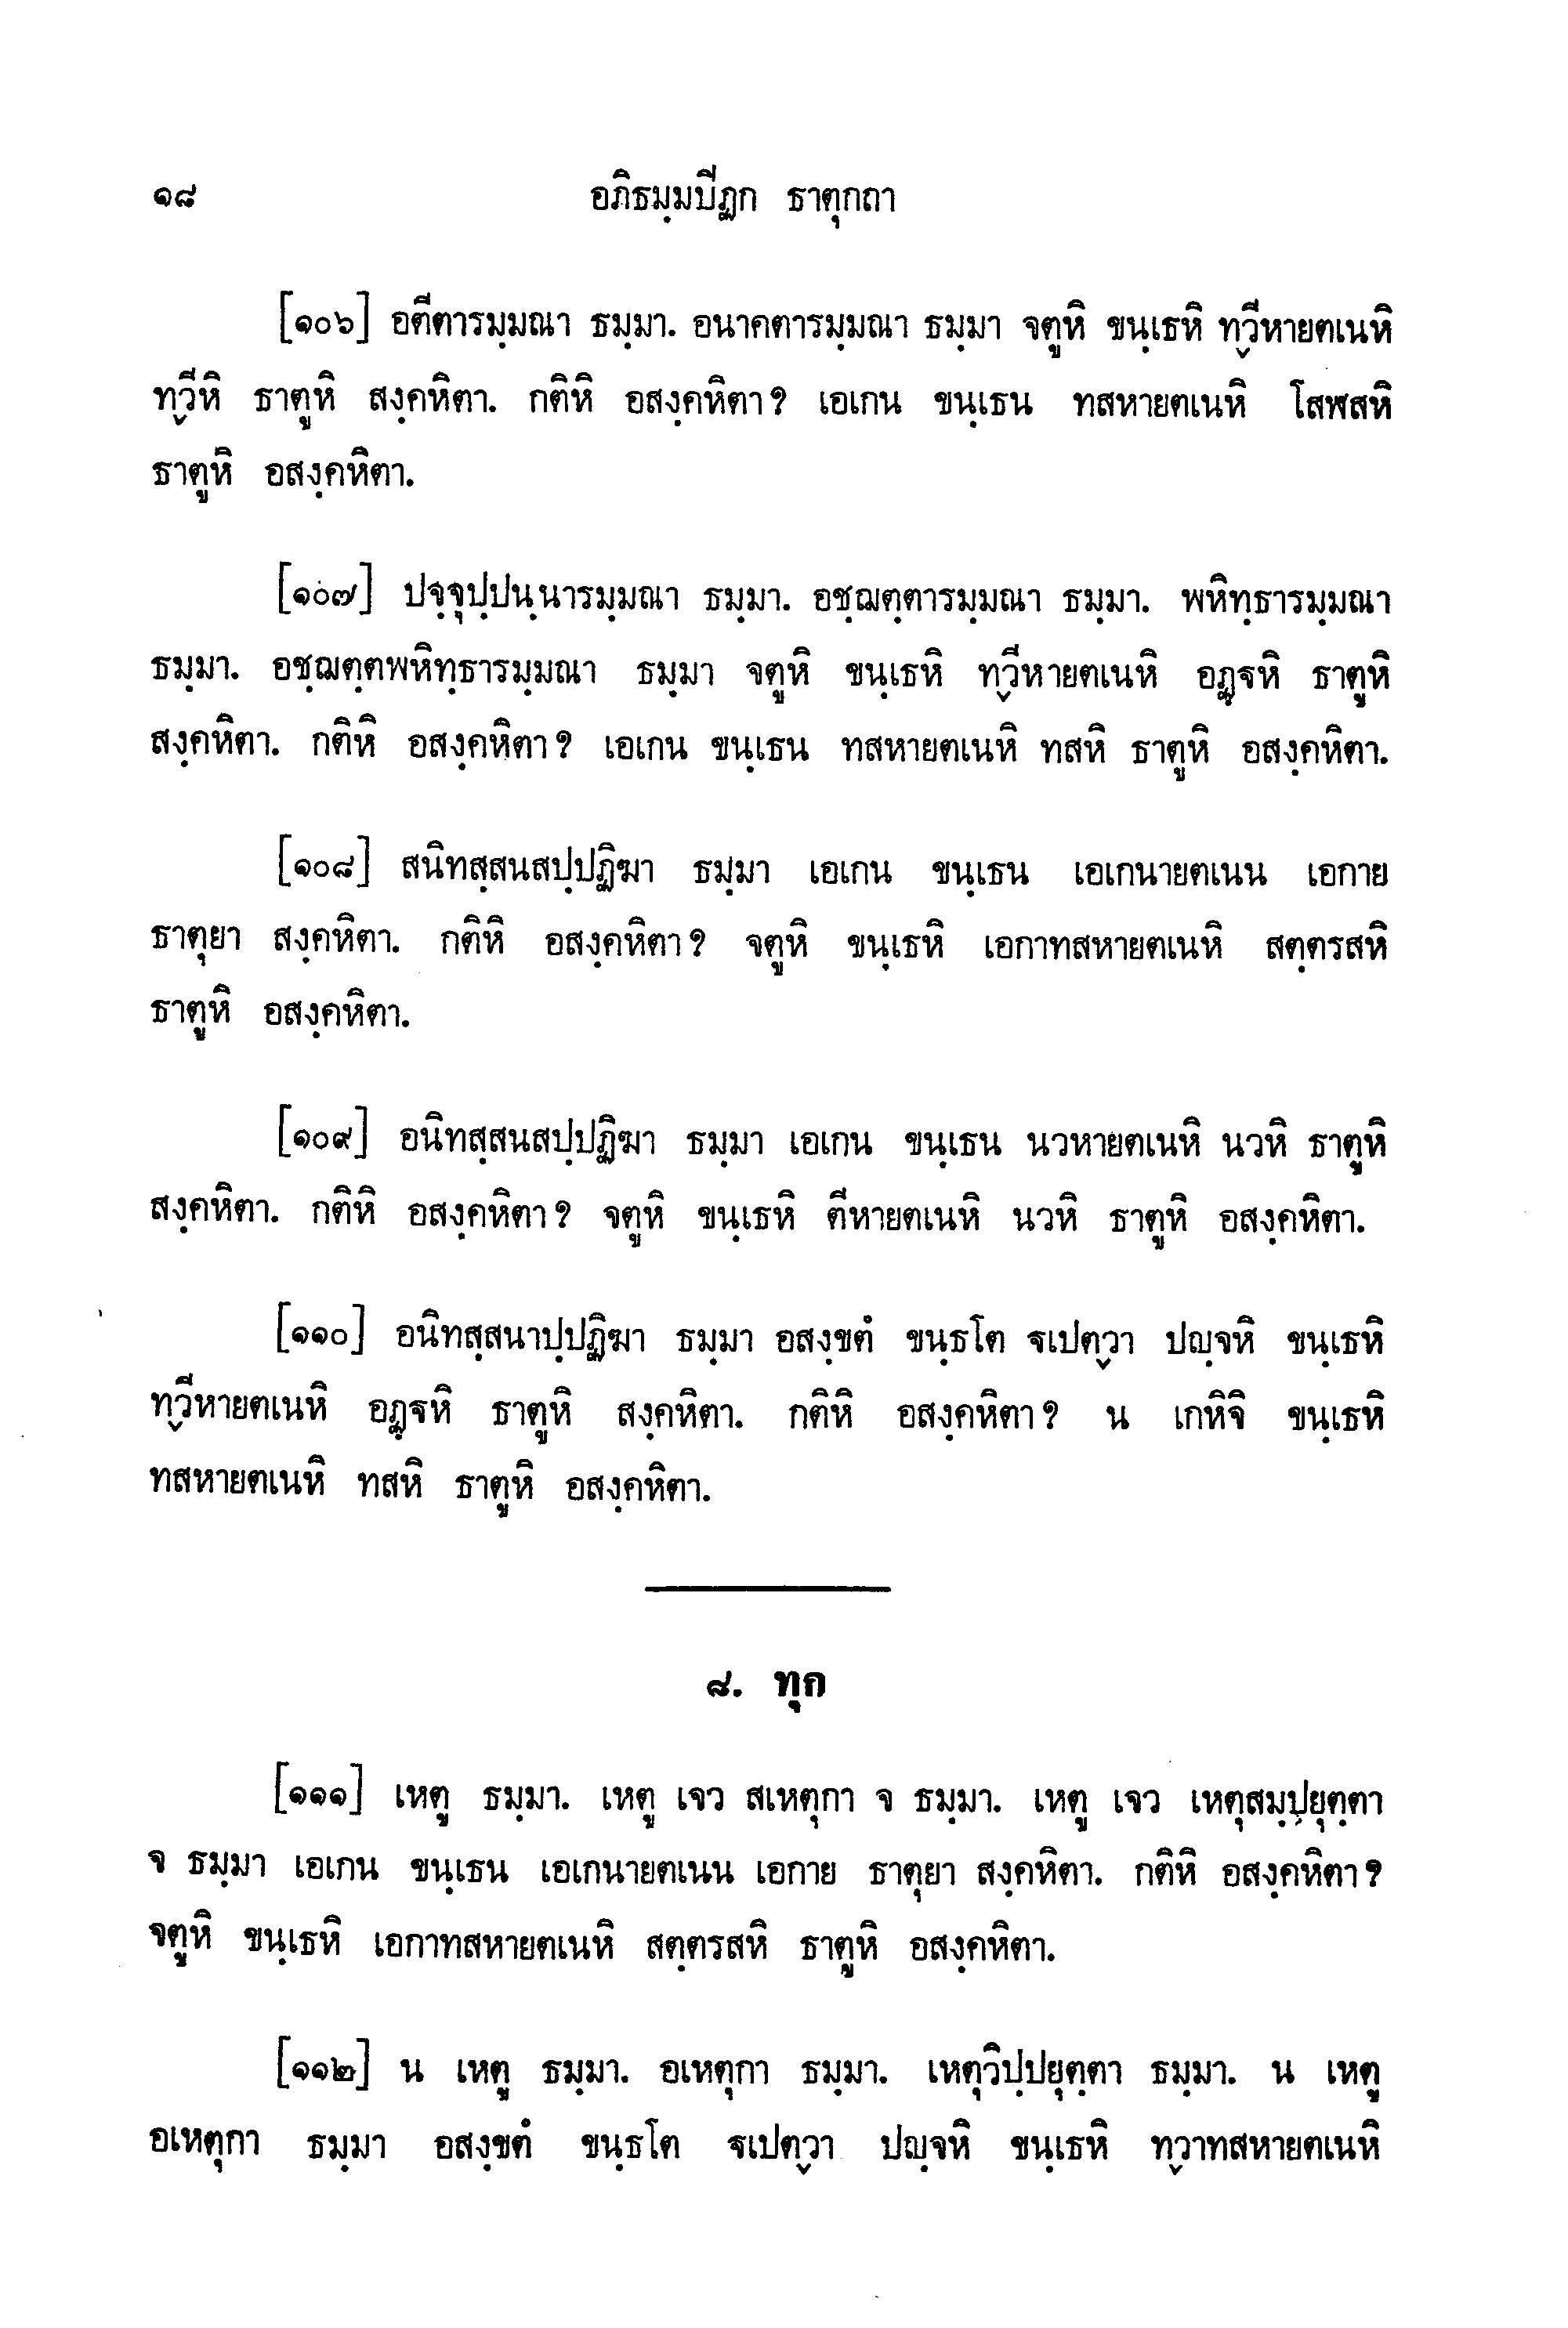 ๑๘ อภิธมฺมปีฏก ธาตุกถา
[๑๐๖] อตีตารมฺมณา ธมฺมา. อนาคตารมฺมณา ธมฺมา จตูหิ ขนฺเธหิ ทฺวีหายตเนหิ
ทฺวีหิ ธาตูหิ สงฺคหิตา. กติหิ อสงฺคหิตา? เอเกน ขนฺเธน ทสหายตเนหิ โสฬสหิ
ธาตูหิ อสงฺคหิตา.
[๑๐๗] ปจฺจุปฺปนฺนารมฺมณา ธมฺมา. อชฺฌตฺตารมฺมณา ธมฺมา. พหิทฺธารมฺมณา
ธมฺมา. อชฺฌตฺตพหิทฺธารมฺมณา ธมฺมา จตูหิ ขนฺเธหิ ทฺวีหายตเนหิ อฏฺฐหิ ธาตูหิ
สงฺคหิตา. กติหิ อสงฺคหิตา? เอเกน ขนฺเธน ทสหายตเนหิ ทสหิ ธาตูหิ อสงฺคหิตา.
[๑๐๘] สนิทสฺสนสปฺปฏิฆา ธมฺมา เอเกน ขนฺเธน เอเกนายตเนน เอกาย
ธาตุยา สงฺคหิตา. กติหิ อสงฺคหิตา? จตูหิ ขนฺเธหิ เอกาทสหายตเนหิ สตฺตรสหิ
ธาตูหิ อสงฺคหิตา.
[๑๐๙] อนิทสฺสนสปฺปฏิฆา ธมฺมา เอเกน ขนฺเธน นวหายตเนหิ นวหิ ธาตูหิ
สงฺคหิตา. กติหิ อสงฺคหิตา? จตูหิ ขนฺเธหิ ตีหายตเนหิ นวหิ ธาตูหิ อสงฺคหิตา.
[๑๑๐] อนิทสฺสนาปฺปฏิฆา ธมฺมา อสงฺขตํ ขนฺธโต ฐเปตฺวา ปญฺจหิ ขนฺเธหิ
ทฺวีหายตเนหิ อฏฺฐหิ ธาตูหิ สงฺคหิตา. กติหิ อสงฺคหิตา? น เกหิจิ ขนฺเธหิ
ทสหายตเนหิ ทสหิ ธาตูหิ อสงฺคหิตา.
๘. ทุก
[๑๑๑] เหตู ธมฺมา. เหตู เจว สเหตุกา จ ธมฺมา. เหตู เจว เหตุสมฺปฺยุตฺตา
จ ธมฺมา เอเกน ขนฺเธน เอเกนายตเนน เอกาย ธาตุยา สงฺคหิตา. กติหิ อสงฺคหิตา?
จตูหิ ขนฺเธหิ เอกาทสหายตเนหิ สตฺตรสหิ ธาตูหิ อสงฺคหิตา.
[๑๑๒] น เหตู ธมฺมา. อเหตุกา ธมฺมา. เหตุวิปฺปยุตฺตา ธมฺมา. น เหตู
อเหตุกา ธมฺมา อสงฺขตํ ขนฺธโต ฐเปตฺวา ปญฺจหิ ขนฺเธหิ ทฺวาทสหายตเนหิ